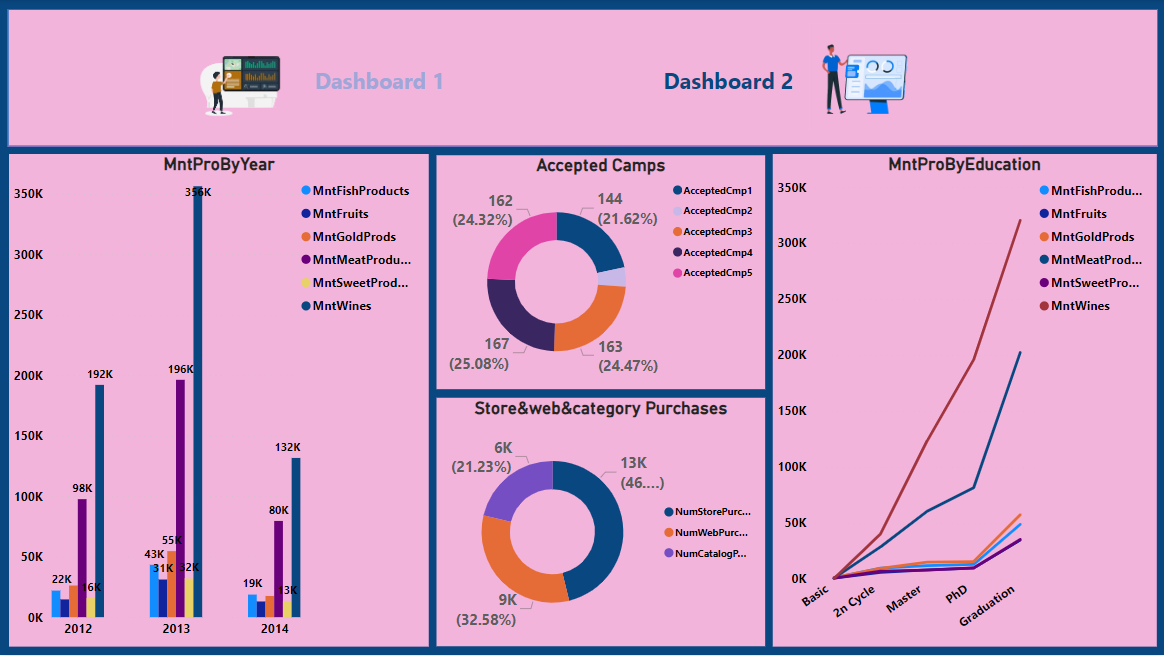 Dashboard 1
Dashboard 2
MntProByYear
350K
300K
250K
200K
150K
100K
50K
0K
356K
192K
196K
132K
98K
80K
22K
16K
43K
31K
55K
32K
19K
13K
2012
2013
2014
MntFishProducts
MntFruits
MntGoldProds
MntMeatProdu...
MntSweetProd...
MntWines
Accepted Camps
162
(24.32%)
144
(21.62%)
167
(25.08%)
163
(24.47%)
AcceptedCmp1
AcceptedCmp2
AcceptedCmp3
AcceptedCmp4
AcceptedCmp5
Store&web&category Purchases
6K
(21.23%)
13K
(46....)
9K
(32.58%)
NumStorePurc...
NumWebPurc...
NumCatalogP...
MntProByEducation
350K
300K
250K
200K
150K
100K
50K
0K
Basic
2n Cycle
Master
PhD
Graduation
MntFishProdu...
MntFruits
MntGoldProds
MntMeatProd...
MntSweetPro...
MntWines